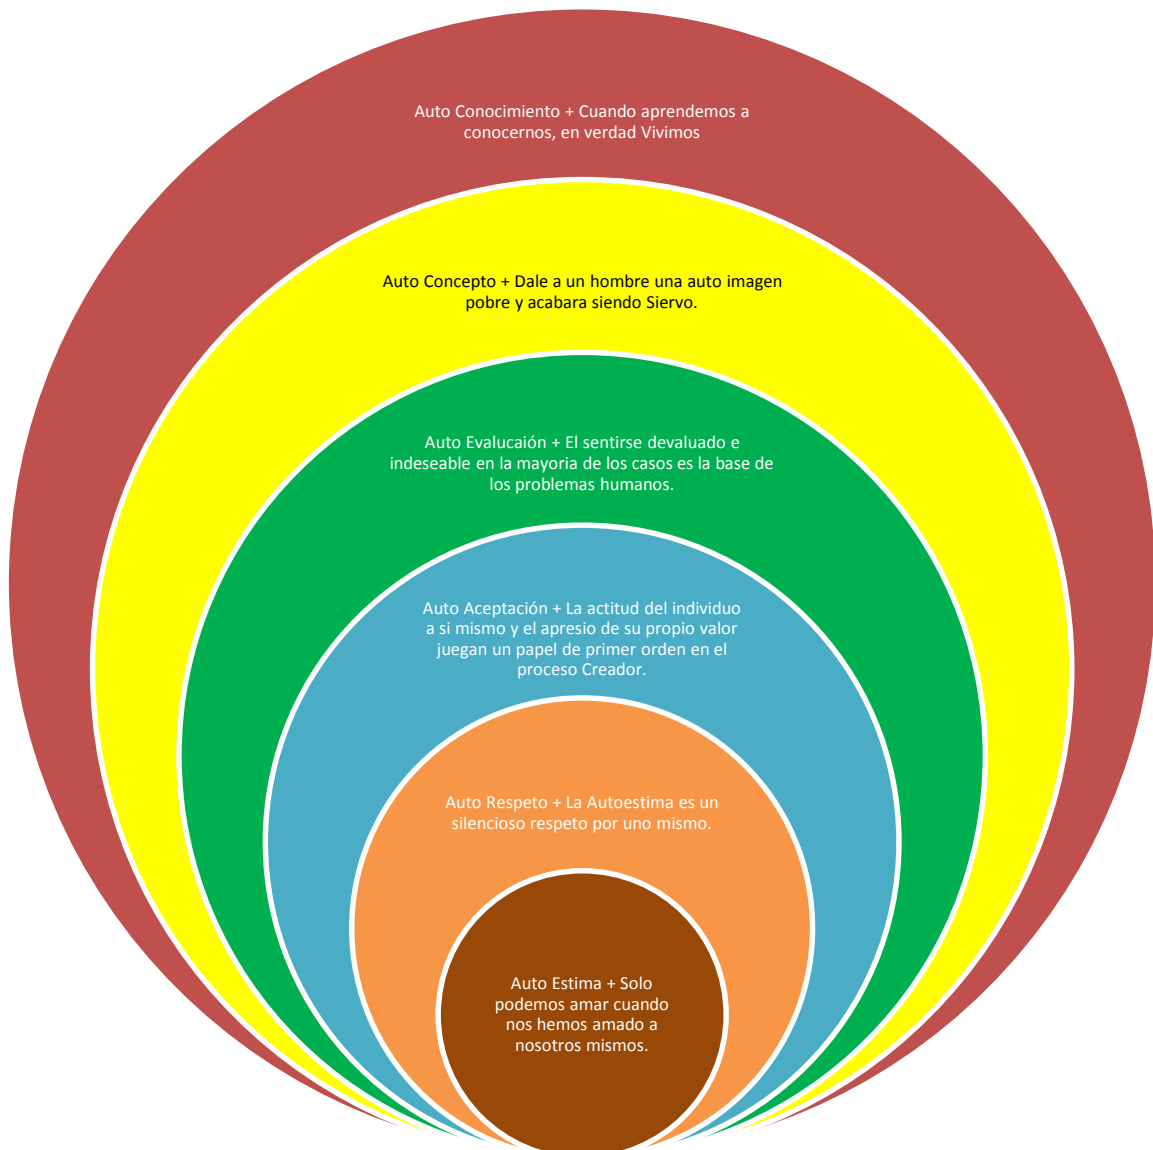 Auto Conocimiento + Cuando aprendemos a
conocernos, en verdad Vivimos
Auto Concepto + Dale a un hombre una auto imagen
pobre y acabara siendo Siervo.
Auto Evalucaión + El sentirse devaluado e
indeseable en la mayoria de los casos es la base de
los problemas humanos.
Auto Aceptación + La actitud del individuo
a si mismo y el apresio de su propio valor
juegan un papel de primer orden en el
proceso Creador.
Auto Respeto + La Autoestima es un
silencioso respeto por uno mismo.
Auto Estima + Solo
podemos amar cuando
nos hemos amado a
nosotros mismos.